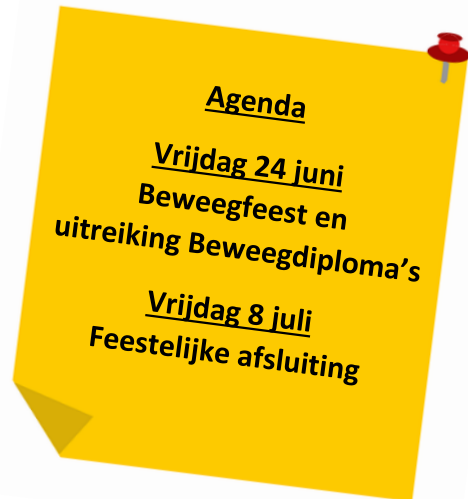 Agenda
Vrijdag 24 juni
Beweegfeest en
uitreiking Beweegdiploma’s
Vrijdag 8 juli
Feestelijke afsluiting